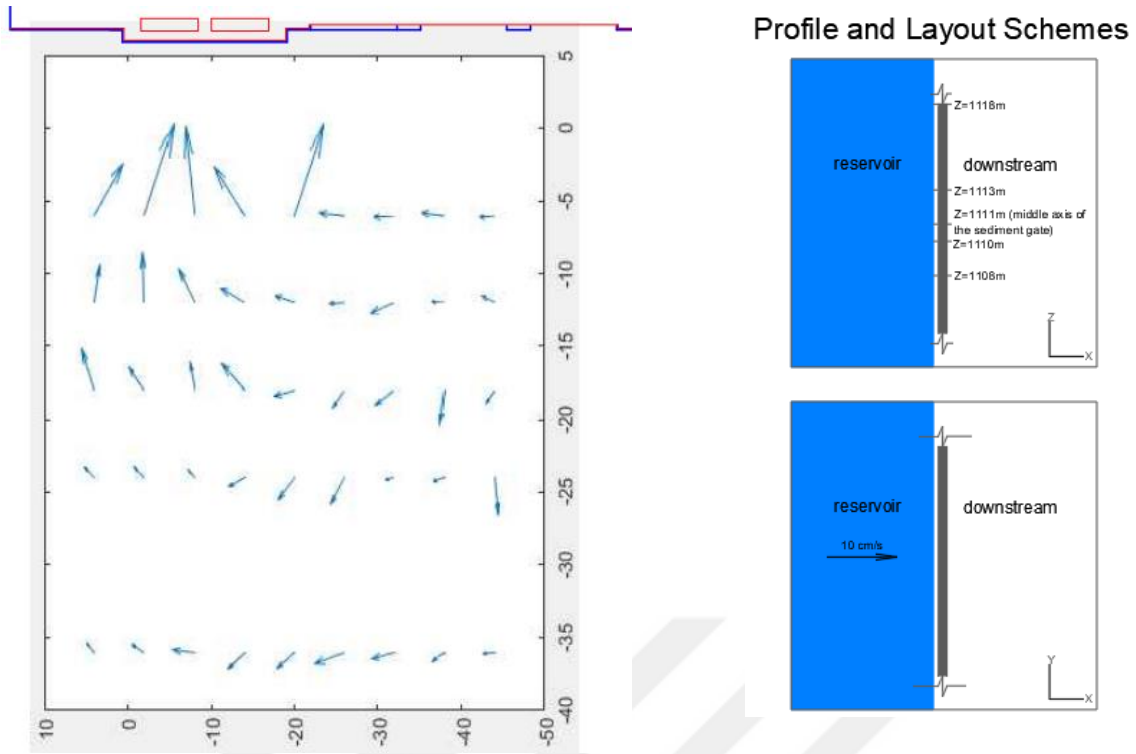 Profile and Layout Schemes
5
0
-5
-10
-15
-20
-25
-30
-35
-40
10
0
-10
-20
-30
-40
-50
Z=1118m
reservoir
downstream
Z=1113m
Z=1111m (middle axis of
the sediment gate)
Z=1110m
Z=1108m
Z
X
reservoir
downstream
10 cm/s
Y
X